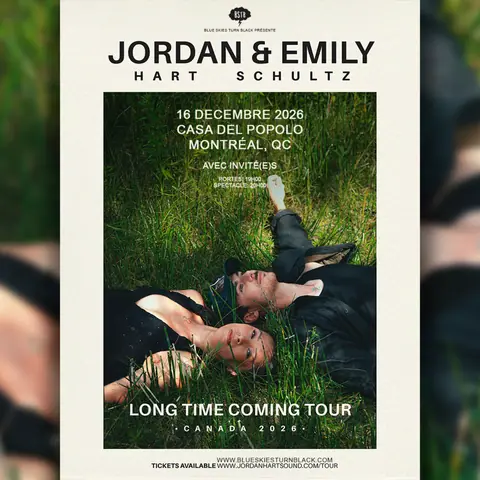 BSTB
BLUE SKIES TURN BLACK PRÉSENTE
JORDAN & EMILY
HART SCHULTZ
16 DECEMBRE 2026
CASA DEL POPOLO
MONTRÉAL, QC
AVEC INVITÉ(E)S
PORTES: 19H00
SPECTACLE: 20H00
LONG TIME COMING TOUR
· CANADA 2026 ·
WWW.BLUESKIESTURNBLACK.COM
TICKETS AVAILABLE WWW.JORDANHARTSOUND.COM/TOUR